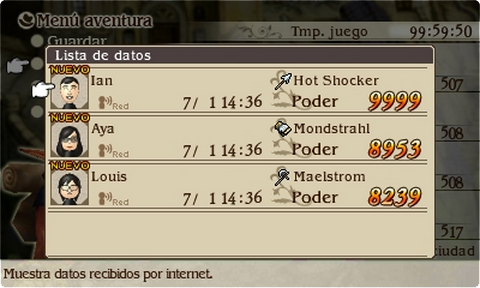 Menú aventura
Tmp. juego 99:59:50
Guardar
Lista de datos
NUEVO
Ian Hot Shocker
Red 7/ 1 14:36 Poder 9999
507
NUEVO
Aya Mondstrahl
Red 7/ 1 14:36 Poder 8953
508
NUEVO
Louis Maelstrom
Red 7/ 1 14:36 Poder 8239
508
517
ciudad
Muestra datos recibidos por internet.